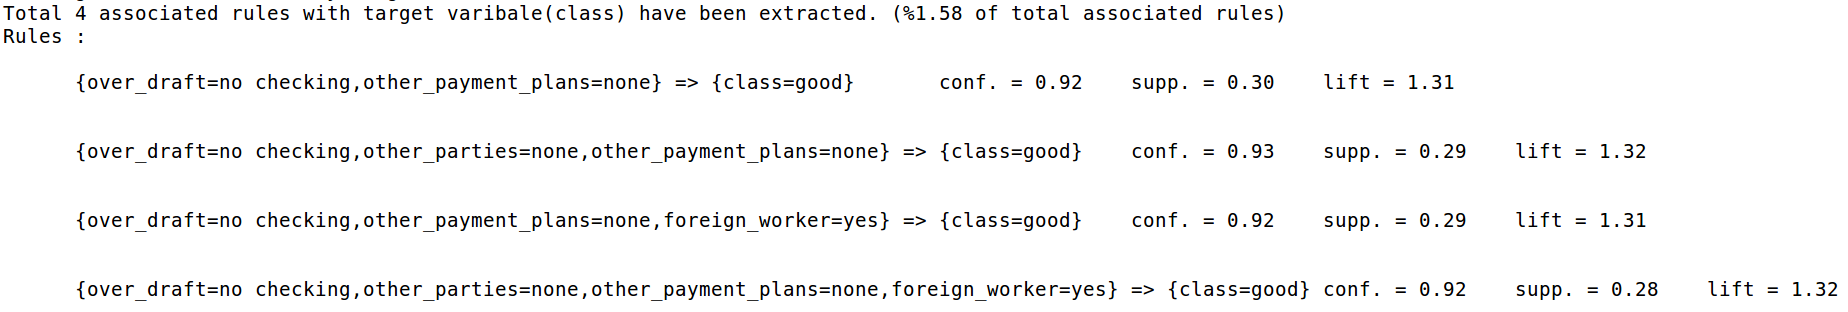 Total 4 associated rules with target varibale(class) have been extracted. (%1.58 of total associated rules)
Rules :
{over_draft=no checking,other_payment_plans=none} => {class=good} conf. = 0.92 supp. = 0.30 lift = 1.31
{over_draft=no checking,other_parties=none,other_payment_plans=none} => {class=good} conf. = 0.93 supp. = 0.29 lift = 1.32
{over_draft=no checking,other_payment_plans=none,foreign_worker=yes} => {class=good} conf. = 0.92 supp. = 0.29 lift = 1.31
{over_draft=no checking,other_parties=none,other_payment_plans=none,foreign_worker=yes} => {class=good} conf. = 0.92 supp. = 0.28 lift = 1.32